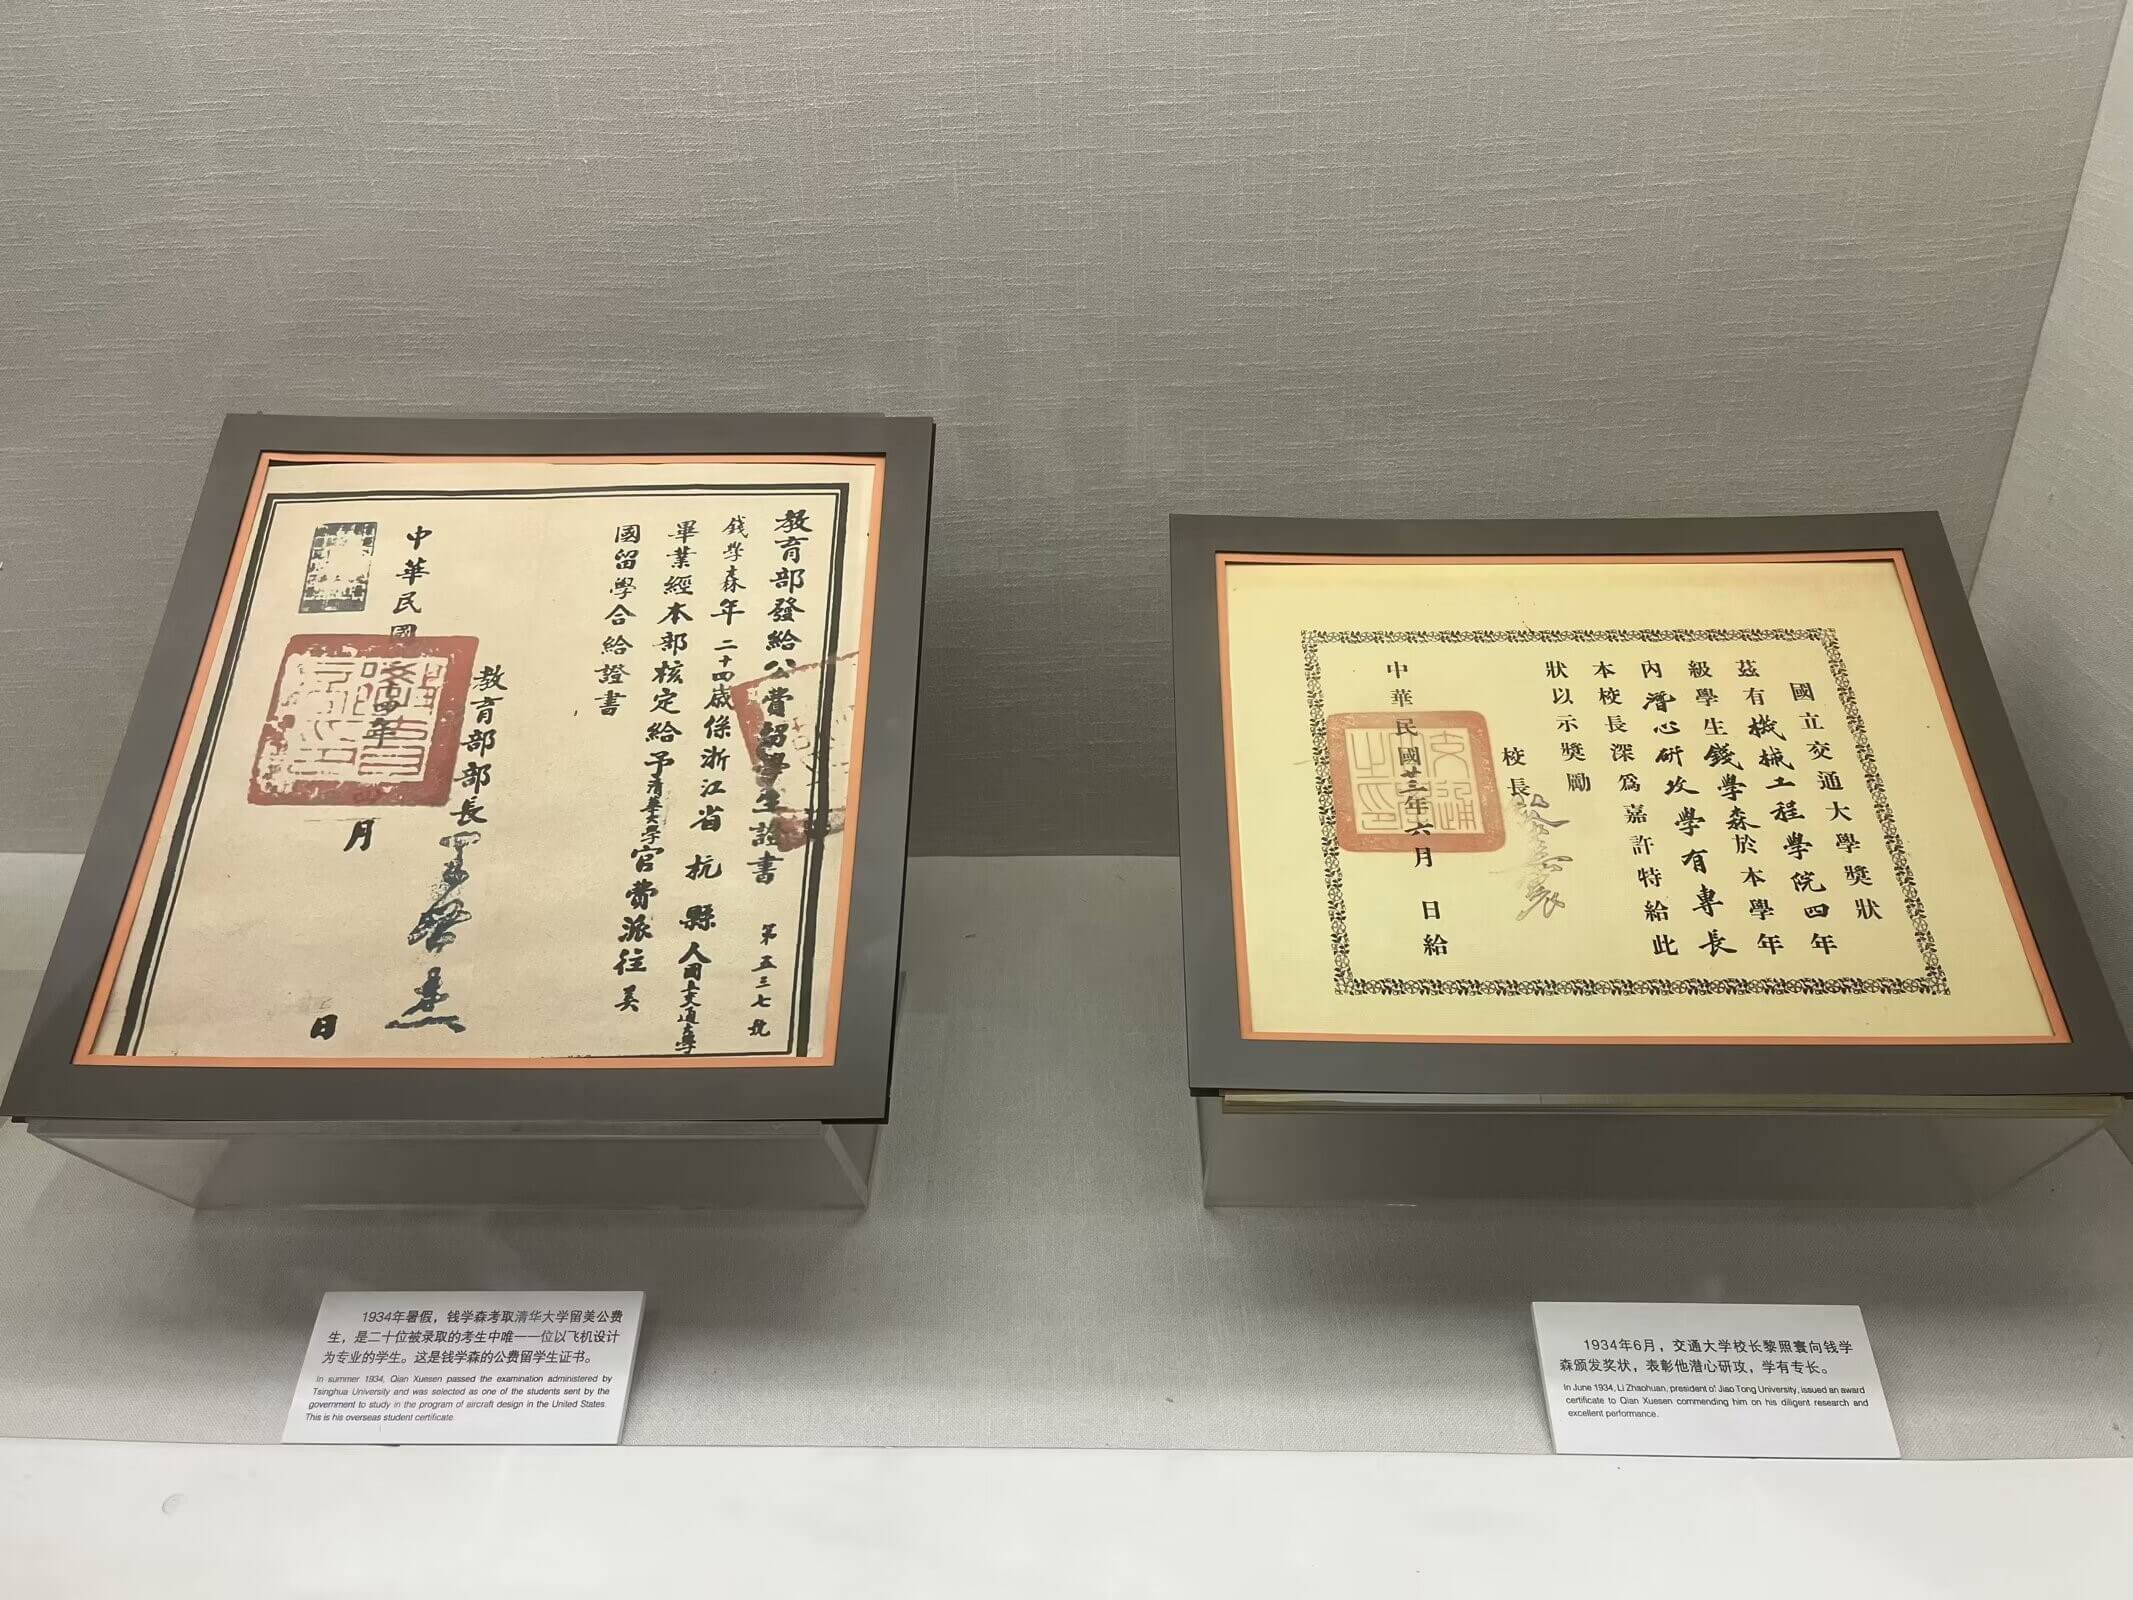 教育部發給公費留學生證書
第五三七號
錢學森年二十四歲係浙江省杭縣人國立交通大學
畢業經本部核定給予清華大學官費派往美
國留學合給證書
教育部部長
中華民國
廿四年
月
日
國立交通大學獎狀
茲有機械工程學院四年
級學生錢學森於本學年
內潛心研攻學有專長
本校長深為嘉許特給此
狀以示獎勵
校長
中華民國廿三年六月 日給
1934年暑假，钱学森考取清华大学留美公费
生，是二十位被录取的考生中唯一一位以飞机设计
为专业的学生。这是钱学森的公费留学生证书。
In summer 1934, Qian Xuesen passed the examination administered by
Tsinghua University and was selected as one of the students sent by the
government to study in the program of aircraft design in the United States.
This is his overseas student certificate.
1934年6月，交通大学校长黎照寰向钱学
森颁发奖状，表彰他潜心研攻，学有专长。
In June 1934, Li Zhaohuan, president of Jiao Tong University, issued an award
certificate to Qian Xuesen commending him on his diligent research and
excellent performance.